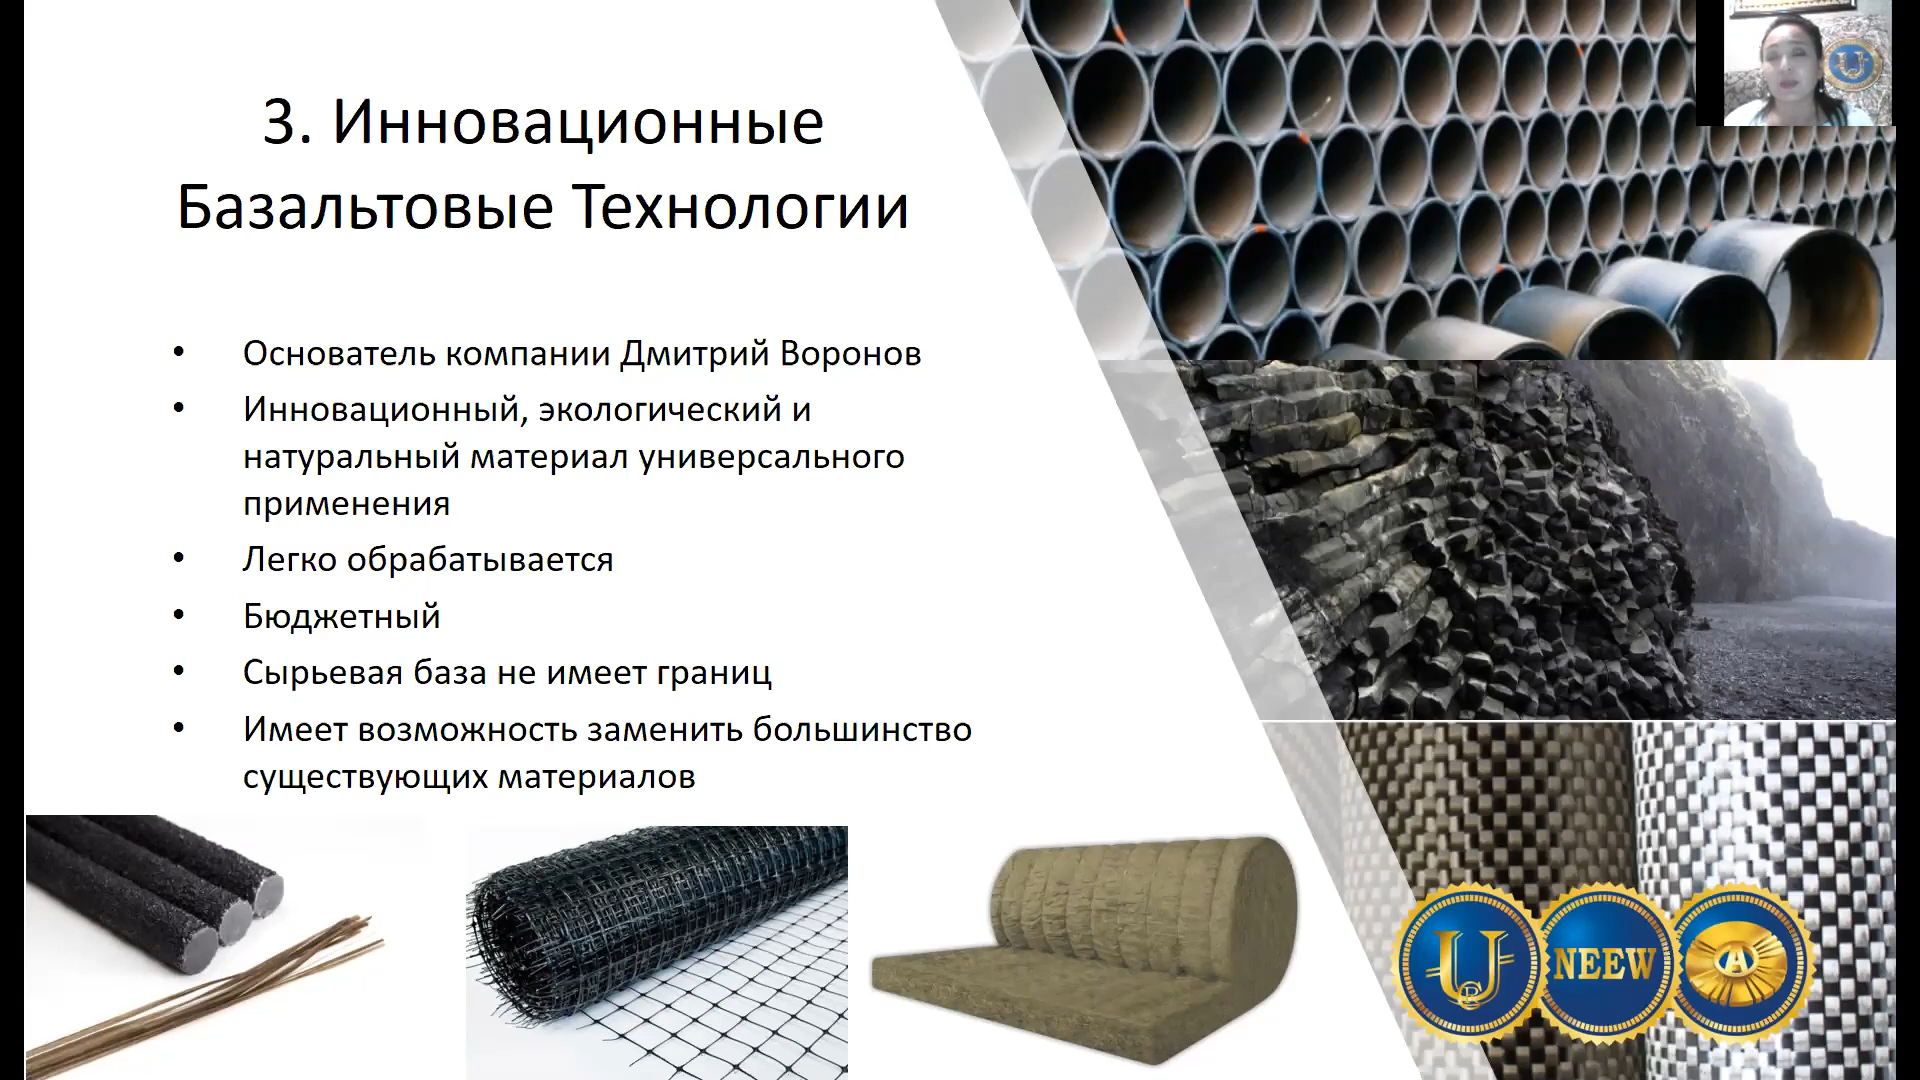 3. Инновационные
Базальтовые Технологии
• Основатель компании Дмитрий Воронов
• Инновационный, экологический и
натуральный материал универсального
применения
• Легко обрабатывается
• Бюджетный
• Сырьевая база не имеет границ
• Имеет возможность заменить большинство
существующих материалов
NEEW